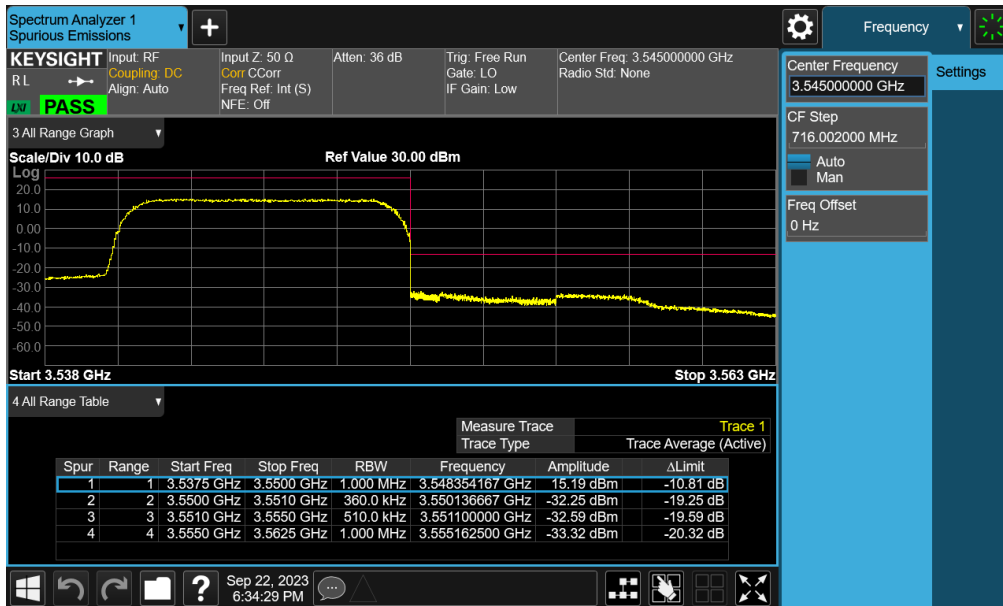 Spectrum Analyzer 1
Spurious Emissions
+
Frequency
KEYSIGHT
R L
LXI
PASS
Input: RF
Coupling: DC
Align: Auto
Input Z: 50 Ω
Corr CCorr
Freq Ref: Int (S)
NFE: Off
Atten: 36 dB
Trig: Free Run
Gate: LO
IF Gain: Low
Center Freq: 3.545000000 GHz
Radio Std: None
Center Frequency
3.545000000 GHz
Settings
CF Step
716.002000 MHz
Auto
Man
Freq Offset
0 Hz
3 All Range Graph
Scale/Div 10.0 dB
Ref Value 30.00 dBm
Log
20.0
10.0
0.00
-10.0
-20.0
-30.0
-40.0
-50.0
-60.0
Start 3.538 GHz
Stop 3.563 GHz
4 All Range Table
Measure Trace Trace 1
Trace Type Trace Average (Active)
Spur Range Start Freq Stop Freq RBW Frequency Amplitude ΔLimit
1 1 3.5375 GHz 3.5500 GHz 1.000 MHz 3.548354167 GHz 15.19 dBm -10.81 dB
2 2 3.5500 GHz 3.5510 GHz 360.0 kHz 3.550136667 GHz -32.25 dBm -19.25 dB
3 3 3.5510 GHz 3.5550 GHz 510.0 kHz 3.551100000 GHz -32.59 dBm -19.59 dB
4 4 3.5550 GHz 3.5625 GHz 1.000 MHz 3.555162500 GHz -33.32 dBm -20.32 dB
?
Sep 22, 2023
6:34:29 PM